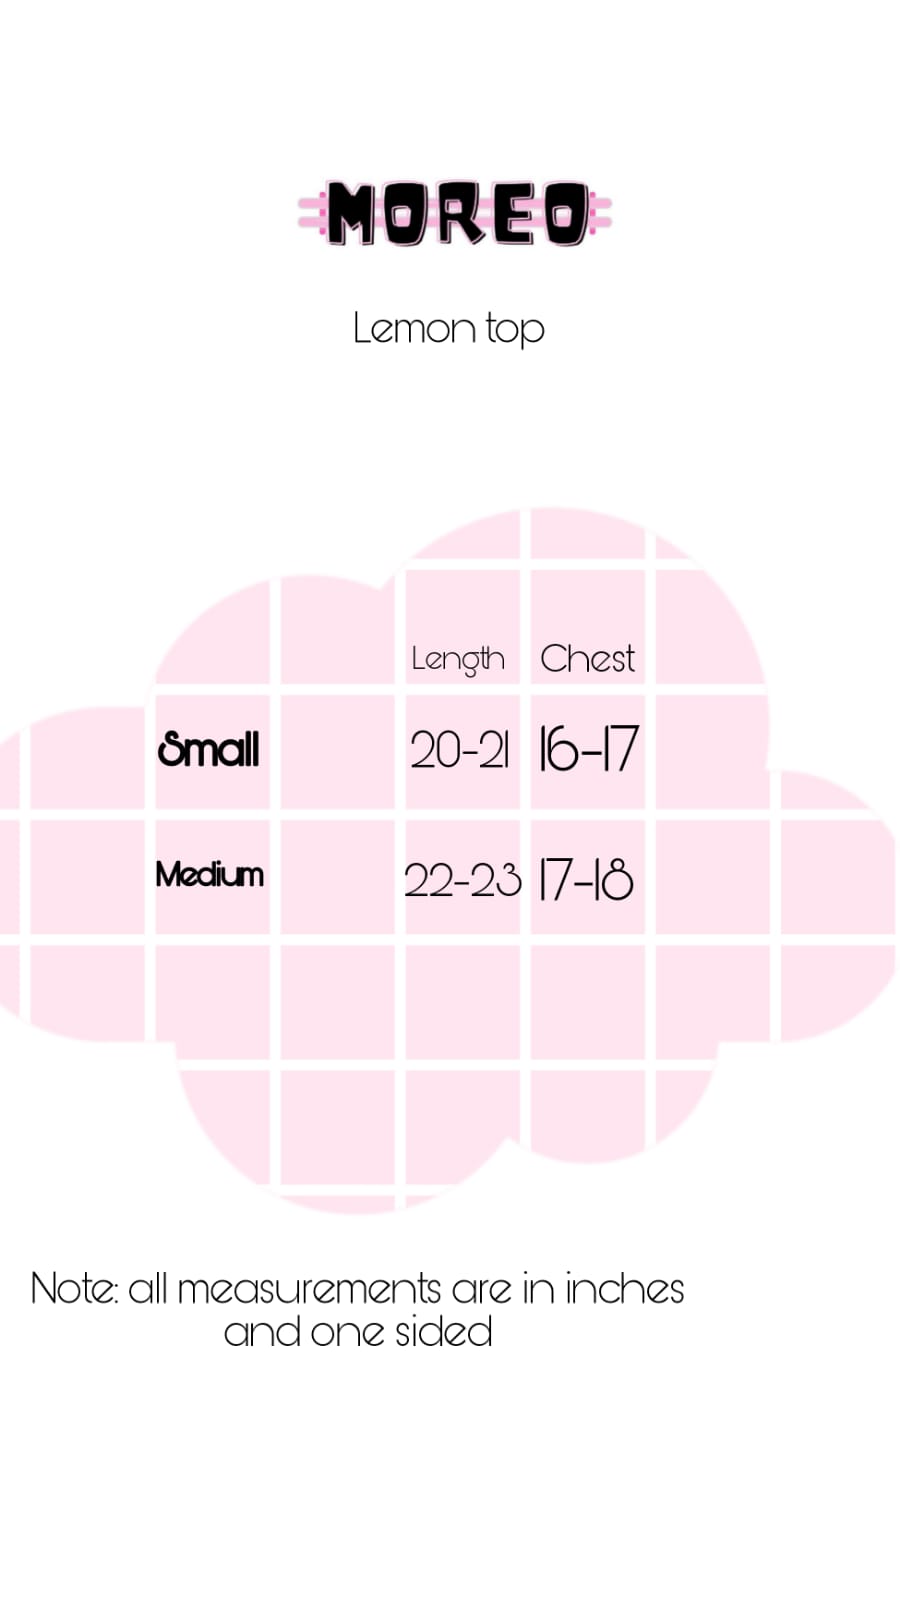 MOREO
Lemon top
Length Chest
Small 20-21 16-17
Medium 22-23 17-18
Note: all measurements are in inches
and one sided